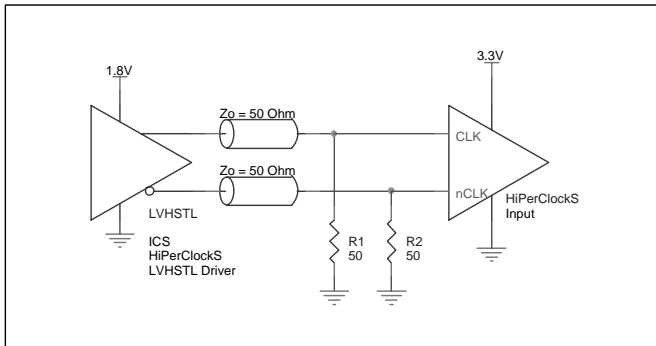 1.8V
3.3V
Zo = 50 Ohm
CLK
Zo = 50 Ohm
nCLK
HiPerClockS
Input
LVHSTL
ICS
HiPerClockS
LVHSTL Driver
R1
50
R2
50